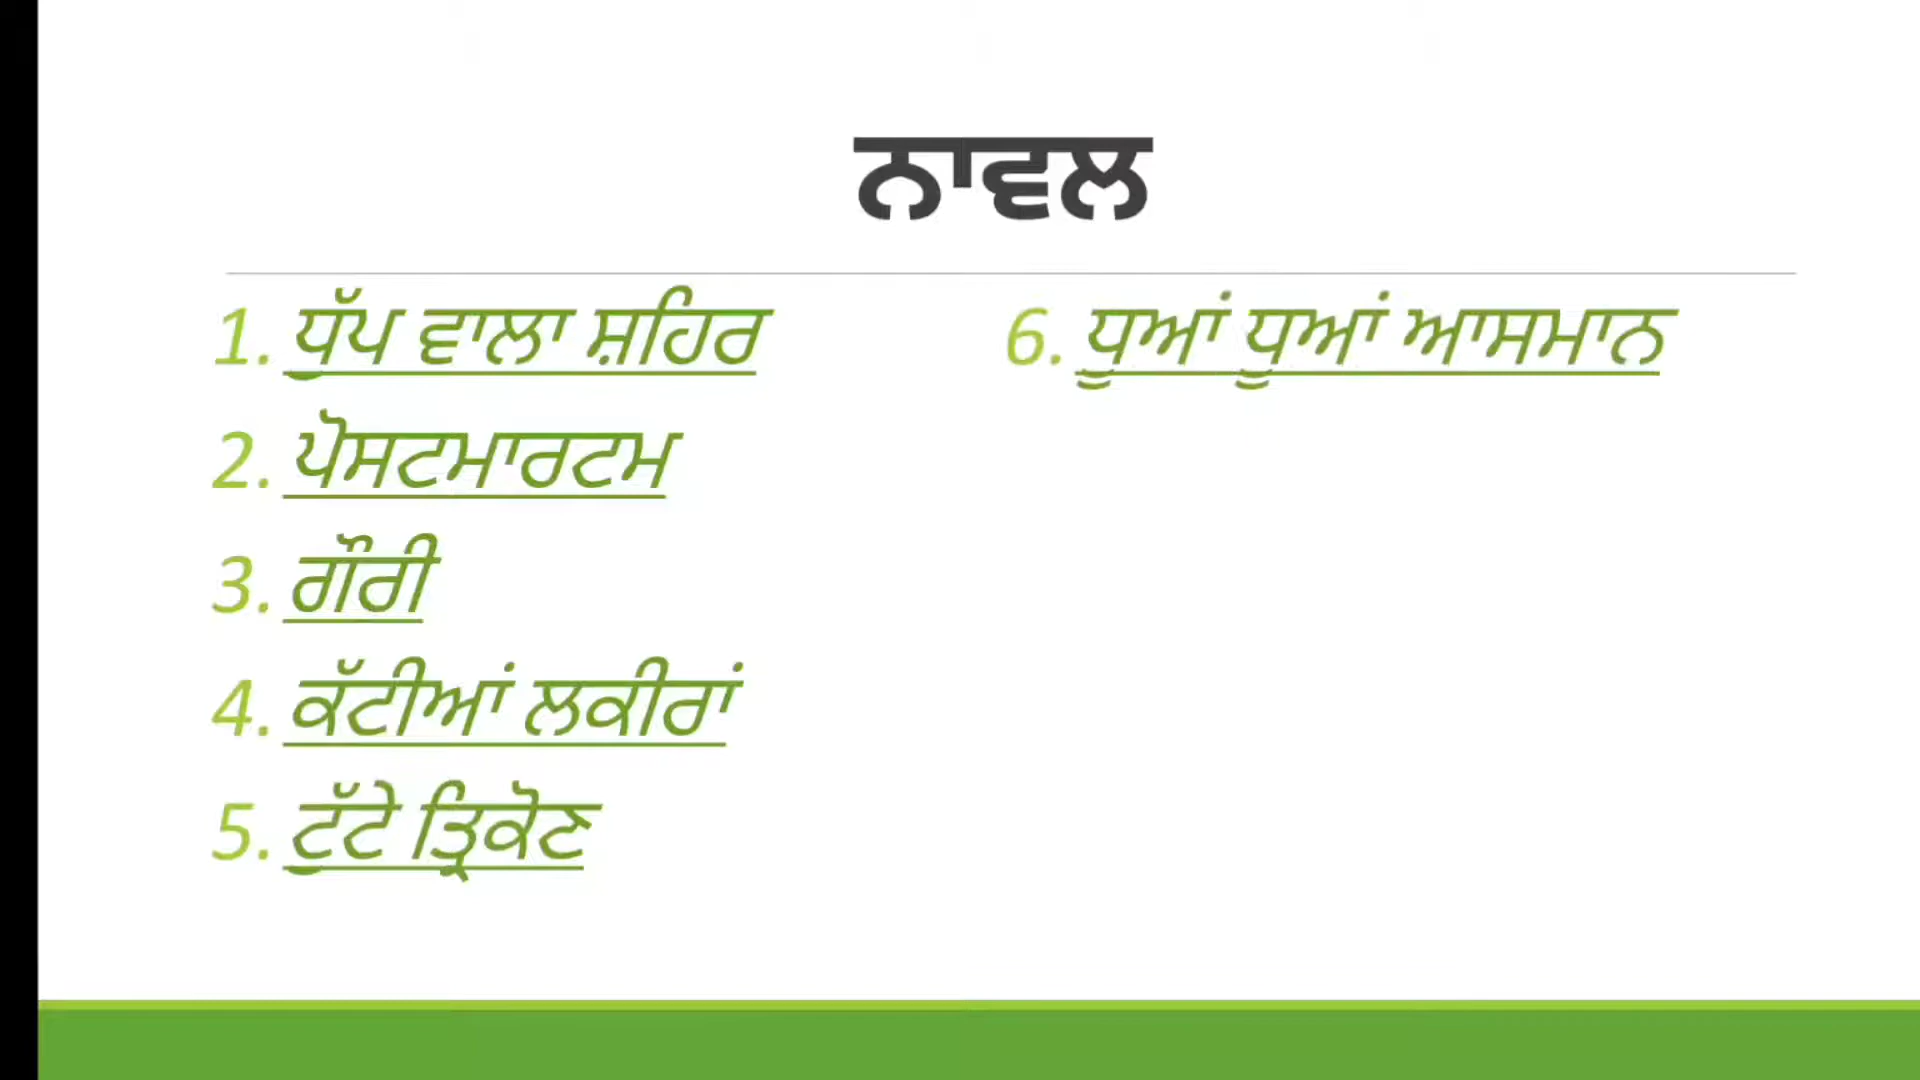 ਨਾਵਲ
1. ਧੁੱਪ ਵਾਲਾ ਸ਼ਹਿਰ
2. ਪੋਸਟਮਾਰਟਮ
3. ਗੌਰੀ
4. ਕੱਟੀਆਂ ਲਕੀਰਾਂ
5. ਟੁੱਟੇ ਤ੍ਰਿਕੋਣ
6. ਧੂਆਂ ਧੂਆਂ ਆਸਮਾਨ